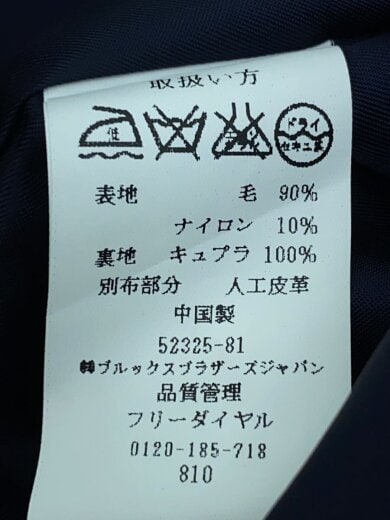 取扱い方
低 ドライ
セキユ系
表地 毛 90%
ナイロン 10%
裏地 キュプラ 100%
別布部分 人工皮革
中国製
52325-81
㈱ブルックスブラザーズジャパン
品質管理
フリーダイヤル
0120-185-718
810